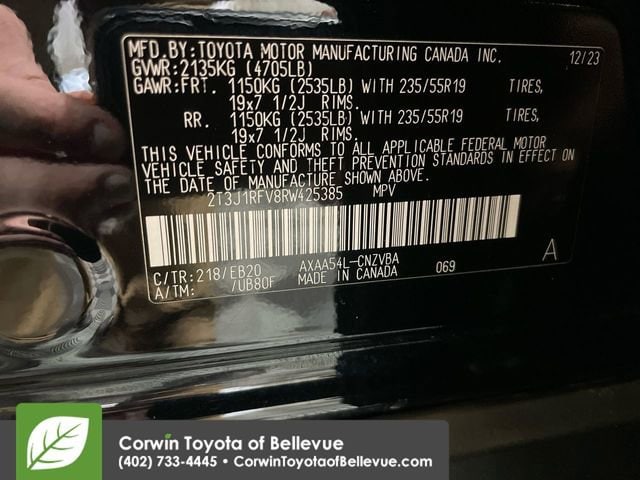 MFD.BY:TOYOTA MOTOR MANUFACTURING CANADA INC. 12/23
GVWR:2135KG (4705LB)
GAWR:FRT. 1150KG (2535LB) WITH 235/55R19 TIRES,
19x7 1/2J RIMS.
RR. 1150KG (2535LB) WITH 235/55R19 TIRES,
19x7 1/2J RIMS.
THIS VEHICLE CONFORMS TO ALL APPLICABLE FEDERAL MOTOR
VEHICLE SAFETY AND THEFT PREVENTION STANDARDS IN EFFECT ON
THE DATE OF MANUFACTURE SHOWN ABOVE.
2T3J1RFV8RW425385 MPV
C/TR:218/EB20 AXAA54L-CNZVBA 069 A
A/TM: /UB80F MADE IN CANADA
Corwin Toyota of Bellevue
(402) 733-4445 • CorwinToyotaofBellevue.com